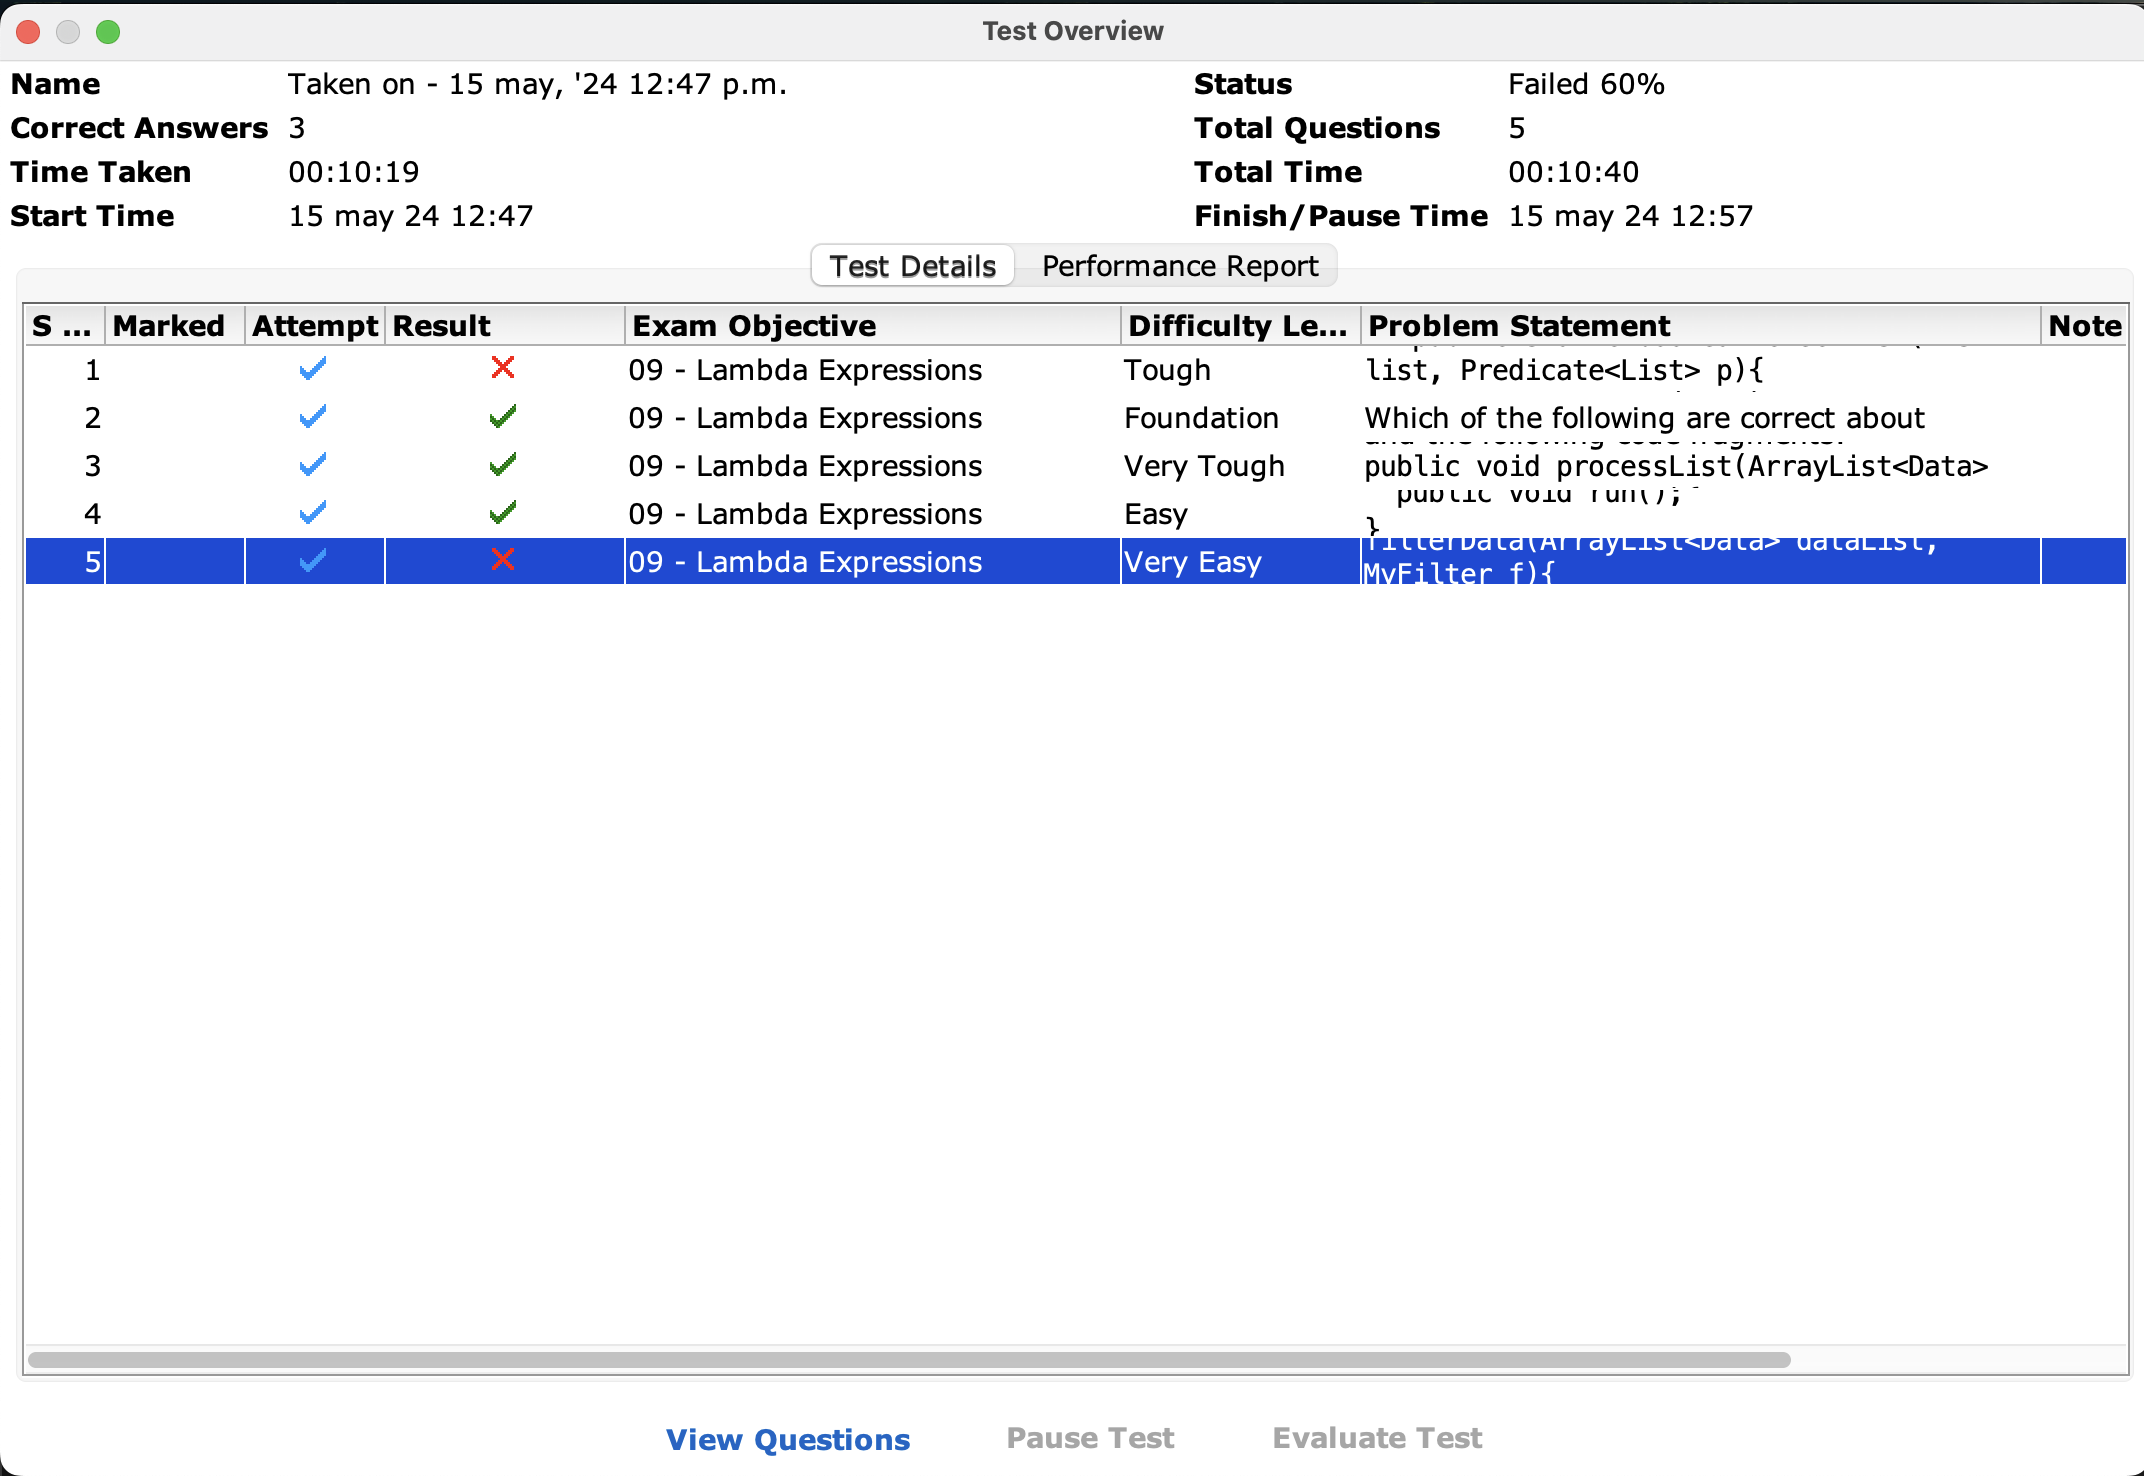 Test Overview
Name Taken on - 15 may, '24 12:47 p.m. Status Failed 60%
Correct Answers 3 Total Questions 5
Time Taken 00:10:19 Total Time 00:10:40
Start Time 15 may 24 12:47 Finish/Pause Time 15 may 24 12:57
Test Details Performance Report
S ... Marked Attempt Result Exam Objective Difficulty Le... Problem Statement Note
1 09 - Lambda Expressions Tough list, Predicate<List> p){
2 09 - Lambda Expressions Foundation Which of the following are correct about
and the following code fragments:
3 09 - Lambda Expressions Very Tough public void processList(ArrayList<Data>
public void run();
4 09 - Lambda Expressions Easy }
filterData(ArrayList<Data> dataList,
5 09 - Lambda Expressions Very Easy MyFilter f){
View Questions Pause Test Evaluate Test